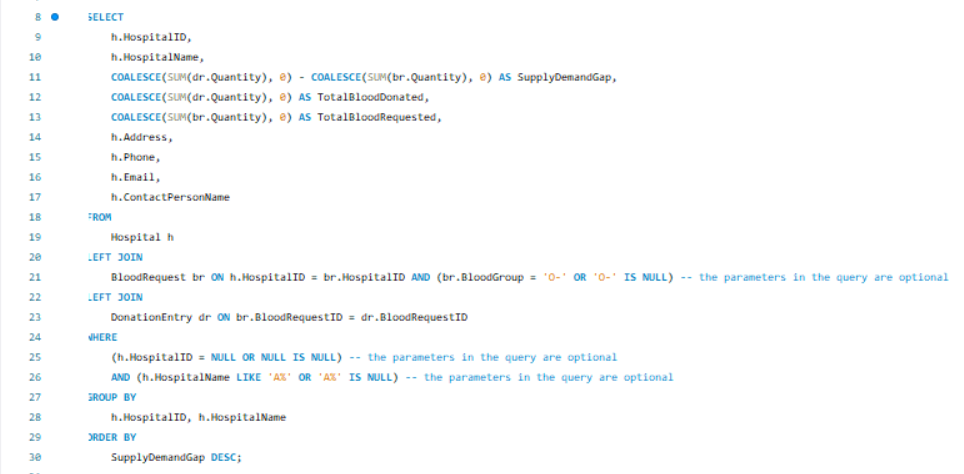 8 SELECT
9 h.HospitalID,
10 h.HospitalName,
11 COALESCE(SUM(dr.Quantity), 0) - COALESCE(SUM(br.Quantity), 0) AS SupplyDemandGap,
12 COALESCE(SUM(dr.Quantity), 0) AS TotalBloodDonated,
13 COALESCE(SUM(br.Quantity), 0) AS TotalBloodRequested,
14 h.Address,
15 h.Phone,
16 h.Email,
17 h.ContactPersonName
18 FROM
19 Hospital h
20 LEFT JOIN
21 BloodRequest br ON h.HospitalID = br.HospitalID AND (br.BloodGroup = 'O-' OR 'O-' IS NULL) -- the parameters in the query are optional
22 LEFT JOIN
23 DonationEntry dr ON br.BloodRequestID = dr.BloodRequestID
24 WHERE
25 (h.HospitalID = NULL OR NULL IS NULL) -- the parameters in the query are optional
26 AND (h.HospitalName LIKE 'A%' OR 'A%' IS NULL) -- the parameters in the query are optional
27 GROUP BY
28 h.HospitalID, h.HospitalName
29 ORDER BY
30 SupplyDemandGap DESC;